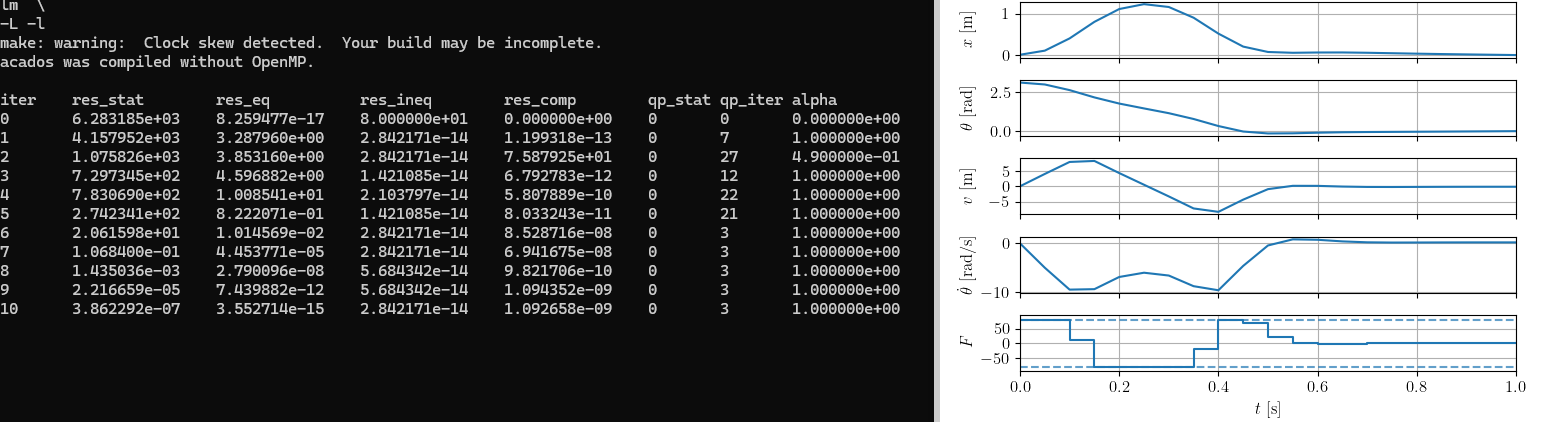 lm \
-L -l
make: warning:  Clock skew detected.  Your build may be incomplete.
acados was compiled without OpenMP.
iter res_stat res_eq res_ineq res_comp qp_stat qp_iter alpha
0 6.283185e+03 8.259477e-17 8.000000e+01 0.000000e+00 0 0 0.000000e+00
1 4.157952e+03 3.287960e+00 2.842171e-14 1.199318e-13 0 7 1.000000e+00
2 1.075826e+03 3.853160e+00 2.842171e-14 7.587925e+01 0 27 4.900000e-01
3 7.297345e+02 4.596882e+00 1.421085e-14 6.792783e-12 0 12 1.000000e+00
4 7.830690e+02 1.008541e+01 2.103797e-14 5.807889e-10 0 22 1.000000e+00
5 2.742341e+02 8.222071e-01 1.421085e-14 8.033243e-11 0 21 1.000000e+00
6 2.061598e+01 1.014569e-02 2.842171e-14 8.528716e-08 0 3 1.000000e+00
7 1.068400e-01 4.453771e-05 2.842171e-14 6.941675e-08 0 3 1.000000e+00
8 1.435036e-03 2.790096e-08 5.684342e-14 9.821706e-10 0 3 1.000000e+00
9 2.216659e-05 7.439882e-12 5.684342e-14 1.094352e-09 0 3 1.000000e+00
10 3.862292e-07 3.552714e-15 2.842171e-14 1.092658e-09 0 3 1.000000e+00
x [m]
1
0
θ [rad]
2.5
0.0
v [m]
5
0
−5
θ̇ [rad/s]
0
−10
F
50
0
−50
0.0 0.2 0.4 0.6 0.8 1.0
t [s]